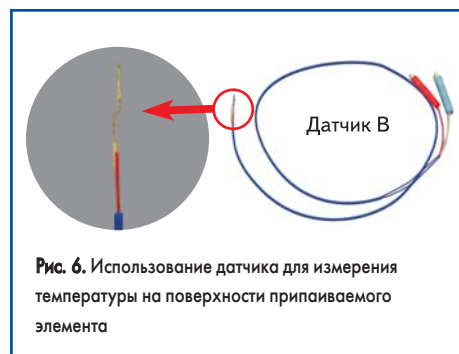 Датчик В
Рис. 6. Использование датчика для измерения
температуры на поверхности припаиваемого
элемента